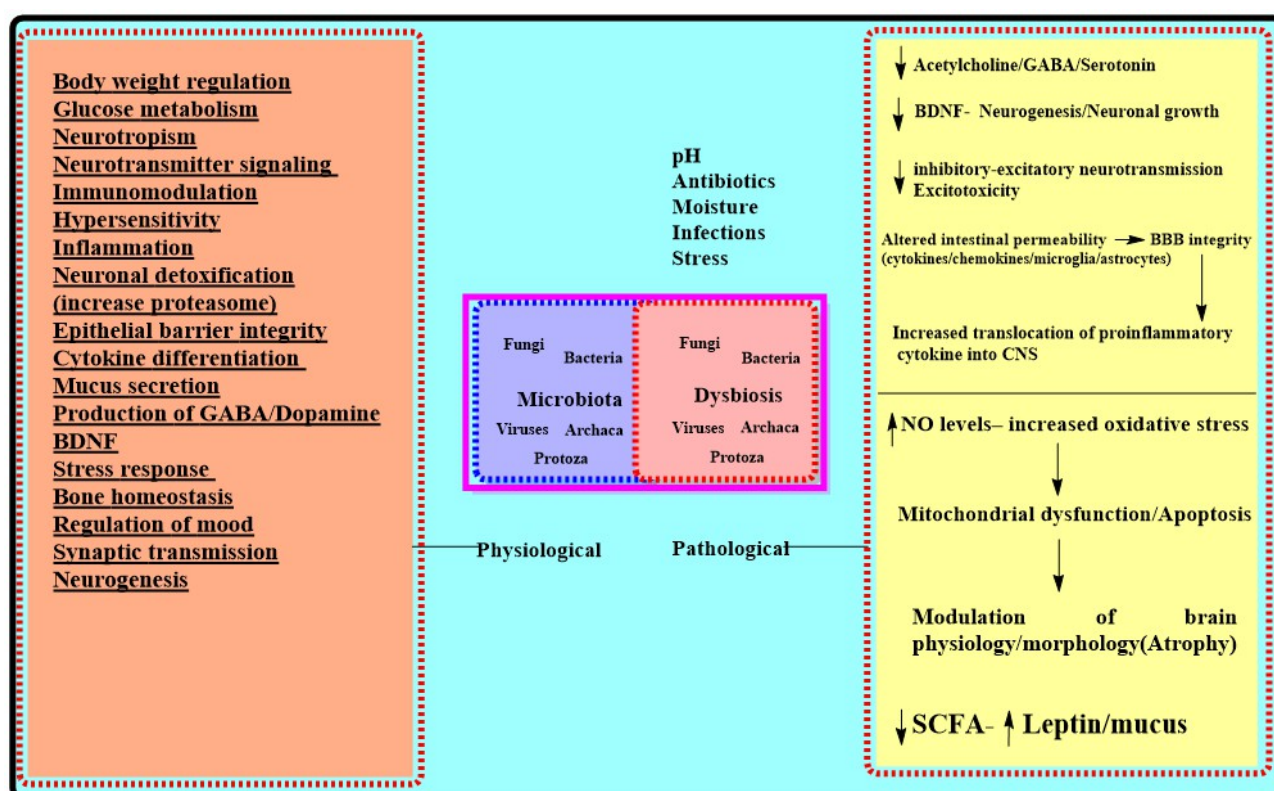 Body weight regulation
Glucose metabolism
Neurotropism
Neurotransmitter signaling
Immunomodulation
Hypersensitivity
Inflammation
Neuronal detoxification
(increase proteasome)
Epithelial barrier integrity
Cytokine differentiation
Mucus secretion
Production of GABA/Dopamine
BDNF
Stress response
Bone homeostasis
Regulation of mood
Synaptic transmission
Neurogenesis
pH
Antibiotics
Moisture
Infections
Stress
Fungi
Bacteria
Microbiota
Viruses Archaca
Protoza
Fungi
Bacteria
Dysbiosis
Viruses Archaca
Protoza
Physiological
Pathological
↓ Acetylcholine/GABA/Serotonin
↓ BDNF- Neurogenesis/Neuronal growth
↓ inhibitory-excitatory neurotransmission
Excitotoxicity
Altered intestinal permeability → BBB integrity
(cytokines/chemokines/microglia/astrocytes)
Increased translocation of proinflammatory
cytokine into CNS
↑ NO levels– increased oxidative stress
Mitochondrial dysfunction/Apoptosis
Modulation of brain
physiology/morphology(Atrophy)
↓ SCFA- ↑ Leptin/mucus